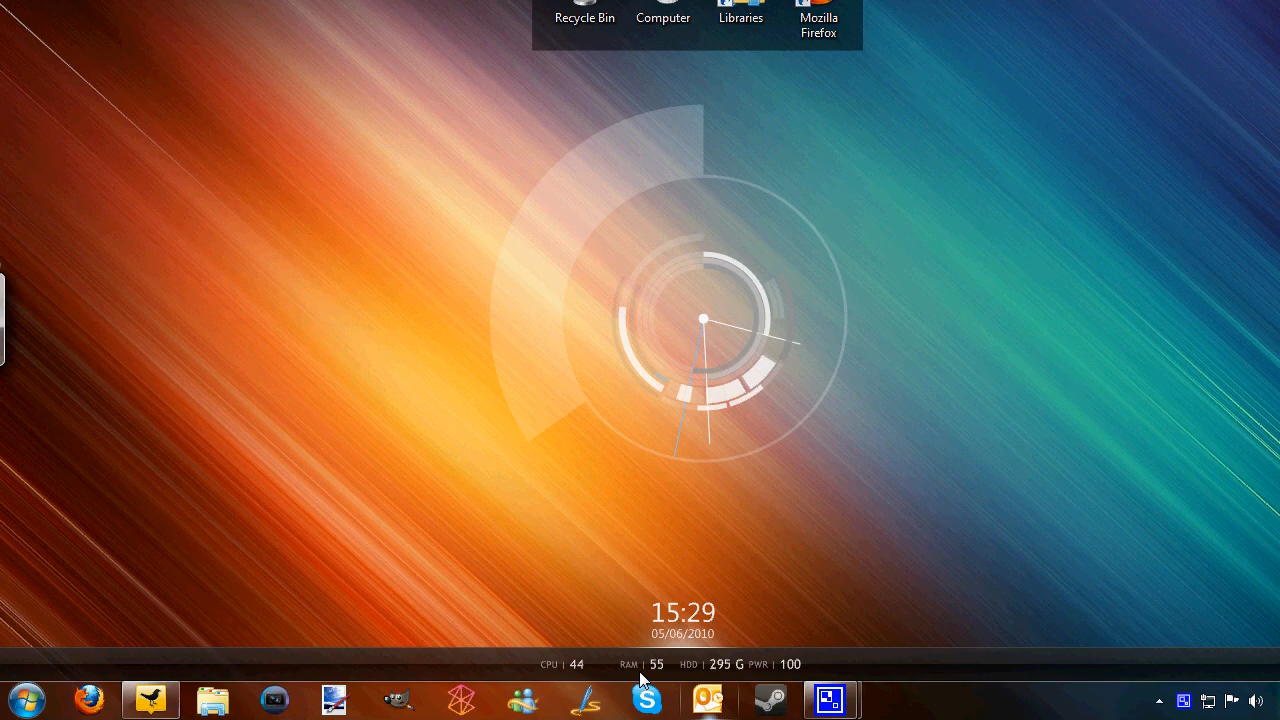 Recycle Bin
Computer
Libraries
Mozilla
Firefox
15:29
05/06/2010
CPU | 44 RAM | 55 HDD | 295 G PWR | 100